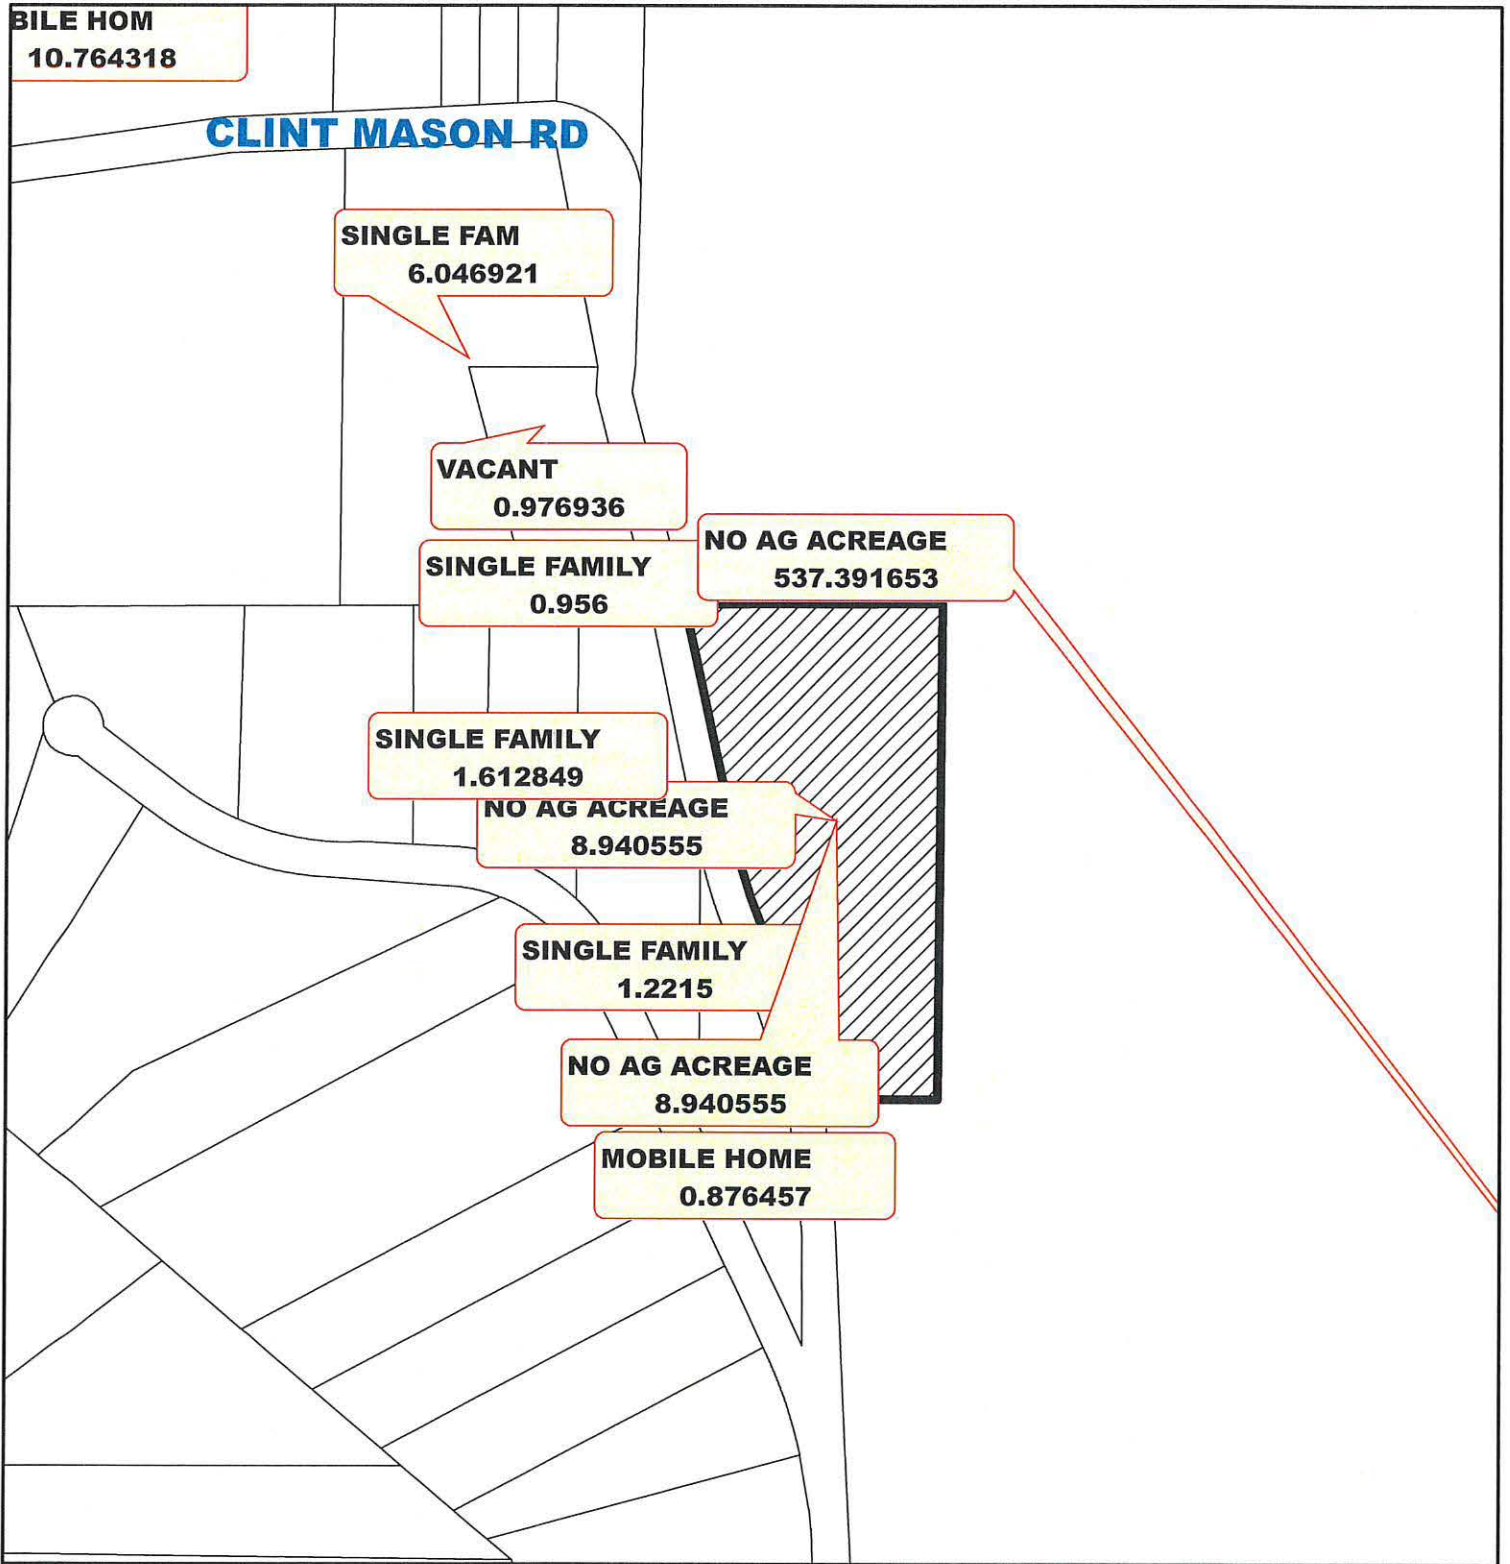 BILE HOM
10.764318
CLINT MASON RD
SINGLE FAM
6.046921
VACANT
0.976936
NO AG ACREAGE
537.391653
SINGLE FAMILY
0.956
SINGLE FAMILY
1.612849
NO AG ACREAGE
8.940555
SINGLE FAMILY
1.2215
NO AG ACREAGE
8.940555
MOBILE HOME
0.876457